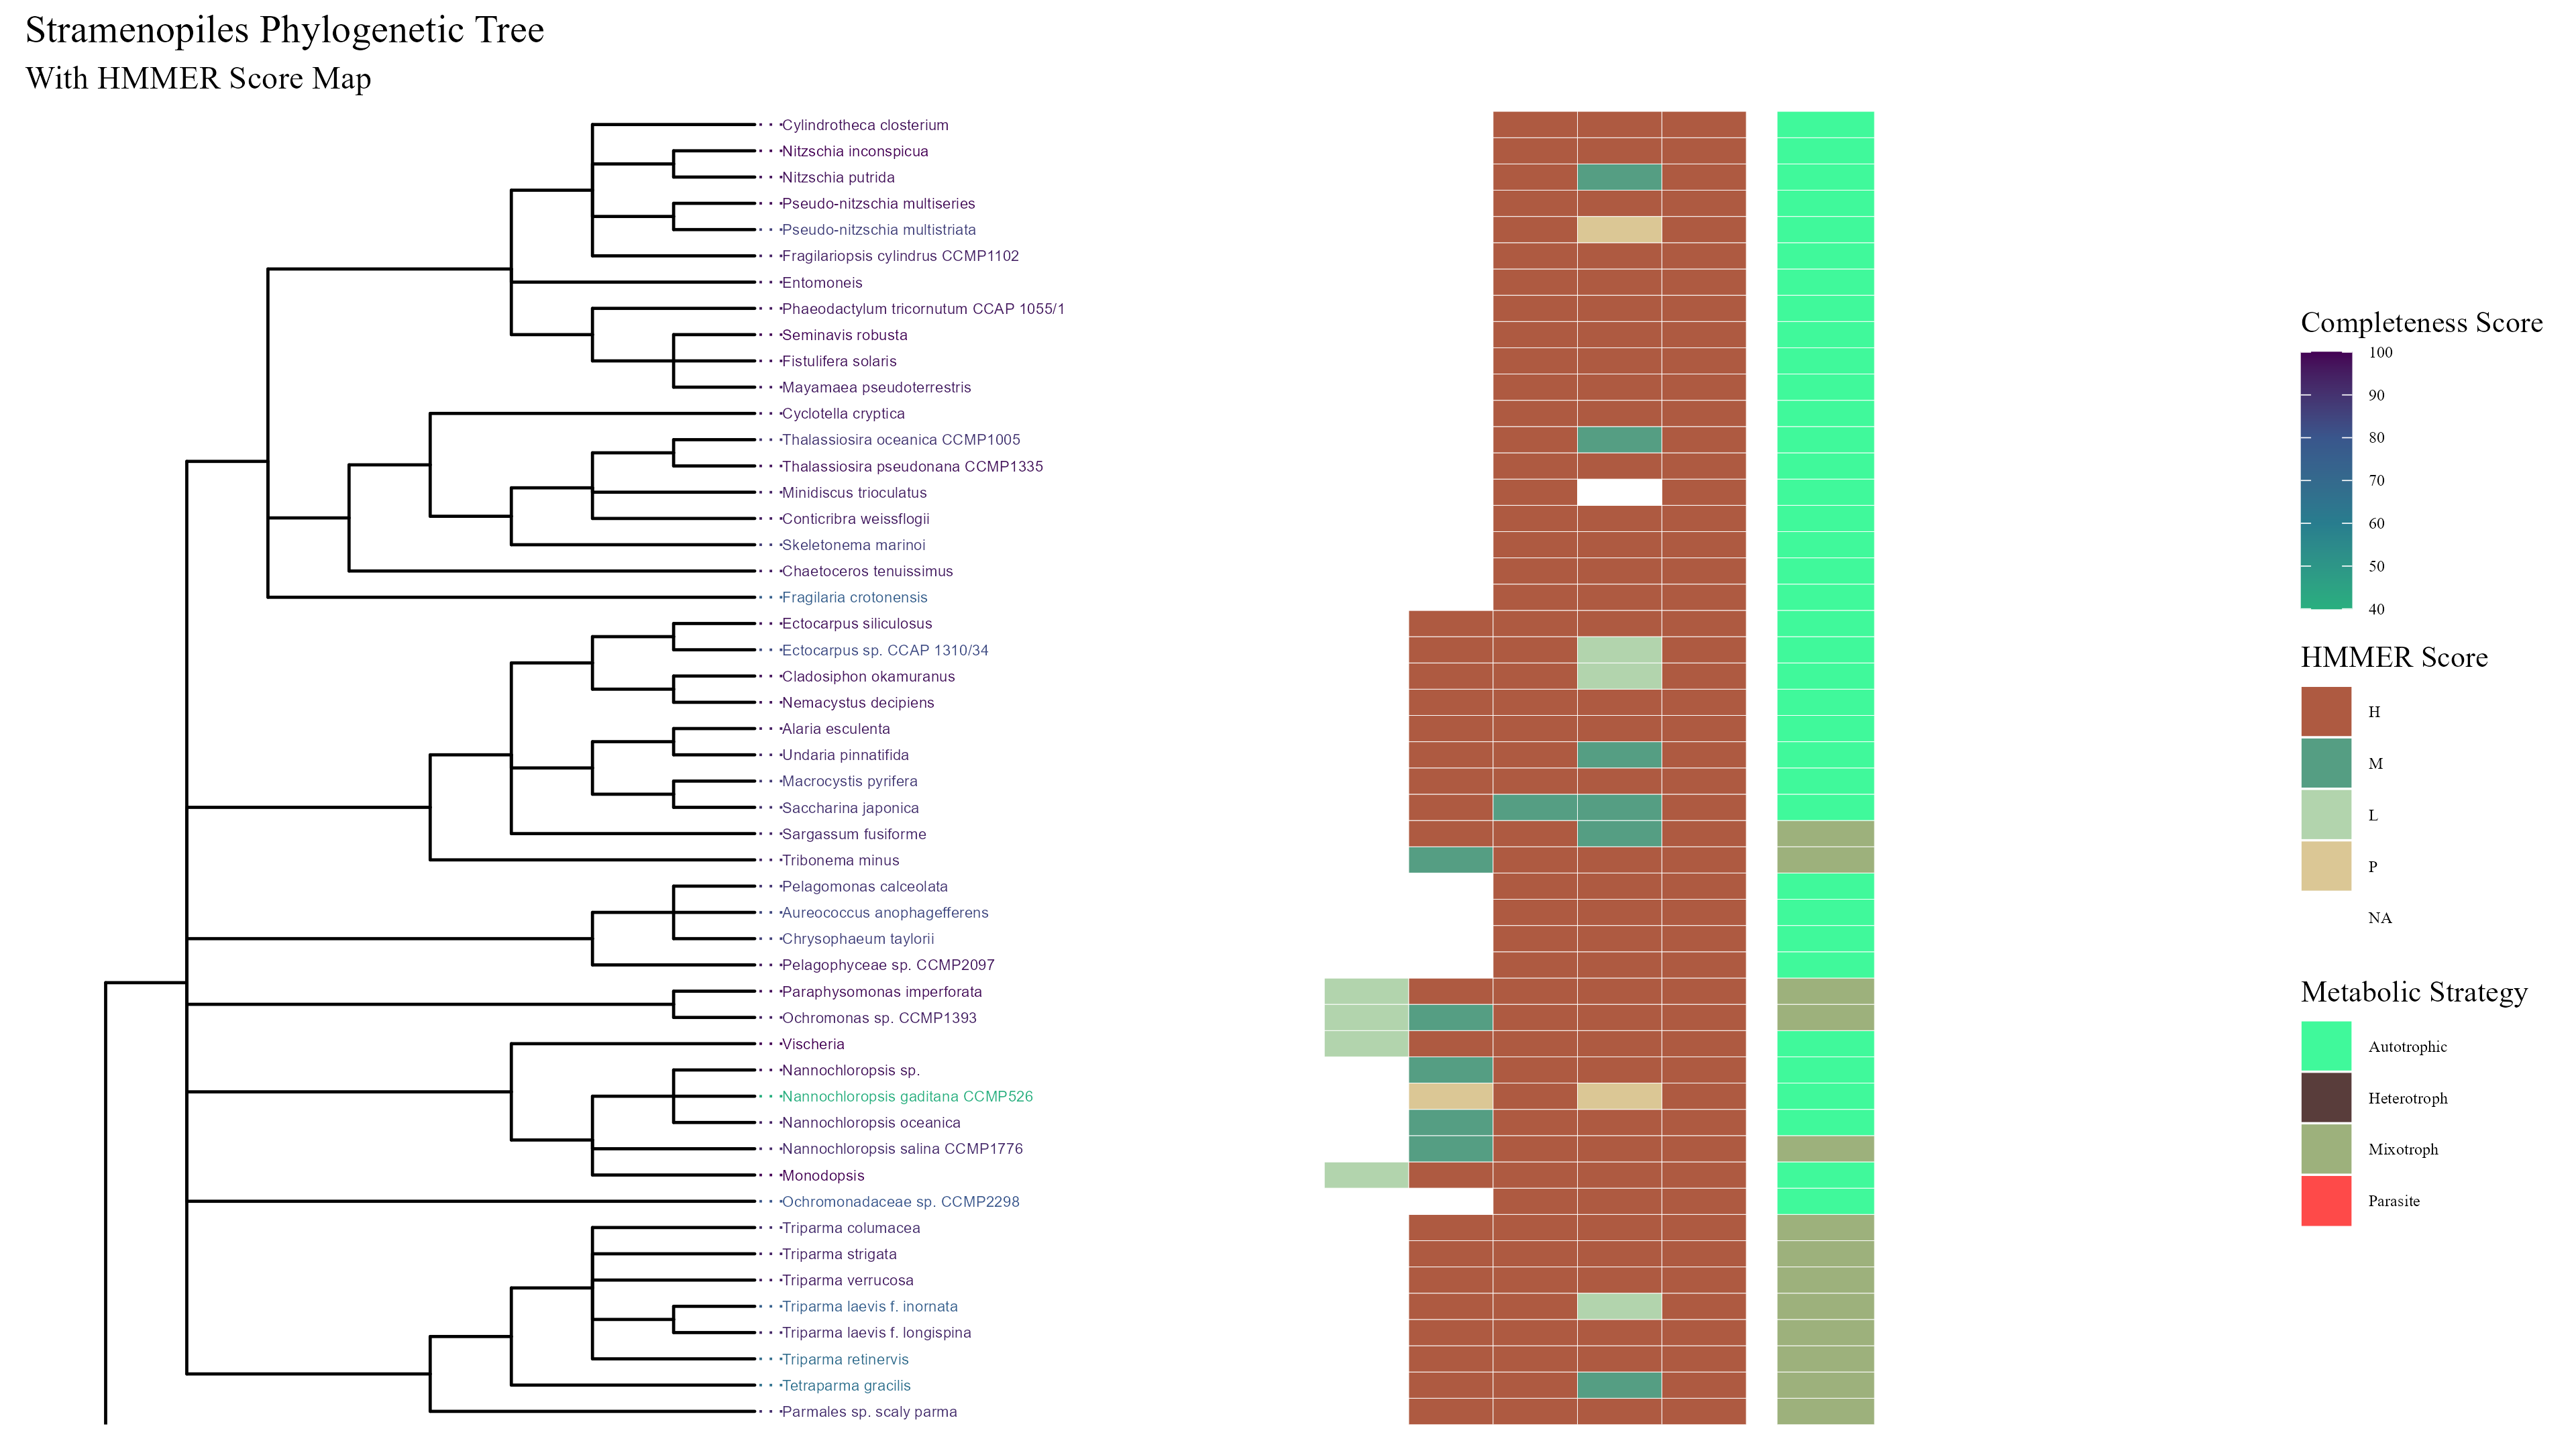 Stramenopiles Phylogenetic Tree
With HMMER Score Map
Cylindrotheca closterium
Nitzschia inconspicua
Nitzschia putrida
Pseudo-nitzschia multiseries
Pseudo-nitzschia multistriata
Fragilariopsis cylindrus CCMP1102
Entomoneis
Phaeodactylum tricornutum CCAP 1055/1
Seminavis robusta
Fistulifera solaris
Mayamaea pseudoterrestris
Cyclotella cryptica
Thalassiosira oceanica CCMP1005
Thalassiosira pseudonana CCMP1335
Minidiscus trioculatus
Conticribra weissflogii
Skeletonema marinoi
Chaetoceros tenuissimus
Fragilaria crotonensis
Ectocarpus siliculosus
Ectocarpus sp. CCAP 1310/34
Cladosiphon okamuranus
Nemacystus decipiens
Alaria esculenta
Undaria pinnatifida
Macrocystis pyrifera
Saccharina japonica
Sargassum fusiforme
Tribonema minus
Pelagomonas calceolata
Aureococcus anophagefferens
Chrysophaeum taylorii
Pelagophyceae sp. CCMP2097
Paraphysomonas imperforata
Ochromonas sp. CCMP1393
Vischeria
Nannochloropsis sp.
Nannochloropsis gaditana CCMP526
Nannochloropsis oceanica
Nannochloropsis salina CCMP1776
Monodopsis
Ochromonadaceae sp. CCMP2298
Triparma columacea
Triparma strigata
Triparma verrucosa
Triparma laevis f. inornata
Triparma laevis f. longispina
Triparma retinervis
Tetraparma gracilis
Parmales sp. scaly parma
Completeness Score
100
90
80
70
60
50
40
HMMER Score
H
M
L
P
NA
Metabolic Strategy
Autotrophic
Heterotroph
Mixotroph
Parasite